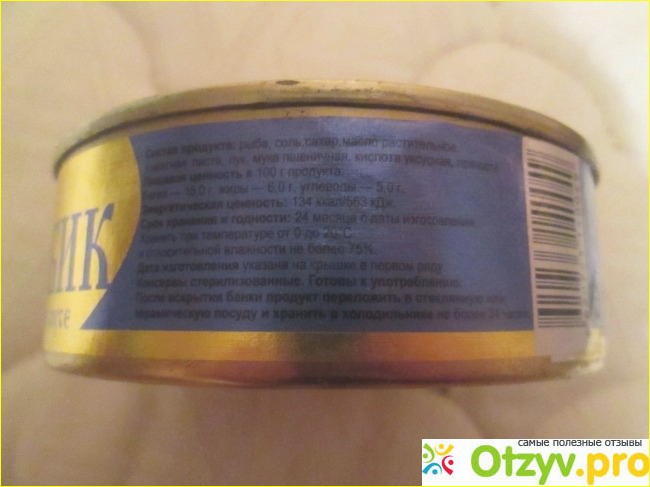 Состав продукта: рыба, соль, сахар, масло растительное,
томатная паста, лук, мука пшеничная, кислота уксусная, пряности.
Пищевая ценность в 100 г продукта:
белки — 15,0 г, жиры — 6,0 г, углеводы — 5,0 г.
Энергетическая ценность: 134 ккал/563 кДж.
Срок хранения и годности: 24 месяца с даты изготовления.
Хранить при температуре от 0 до 20°С
и относительной влажности не более 75%.
Дата изготовления указана на крышке в первом ряду.
Консервы стерилизованные. Готовы к употреблению.
После вскрытия банки продукт переложить в стеклянную или
керамическую посуду и хранить в холодильнике не более 24 часов.
ИК
самые полезные отзывы
Otzyv.pro